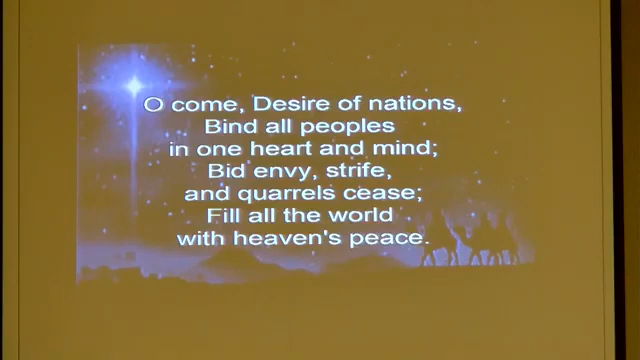 O come, Desire of nations,
Bind all peoples
in one heart and mind;
Bid envy, strife,
and quarrels cease;
Fill all the world
with heaven's peace.